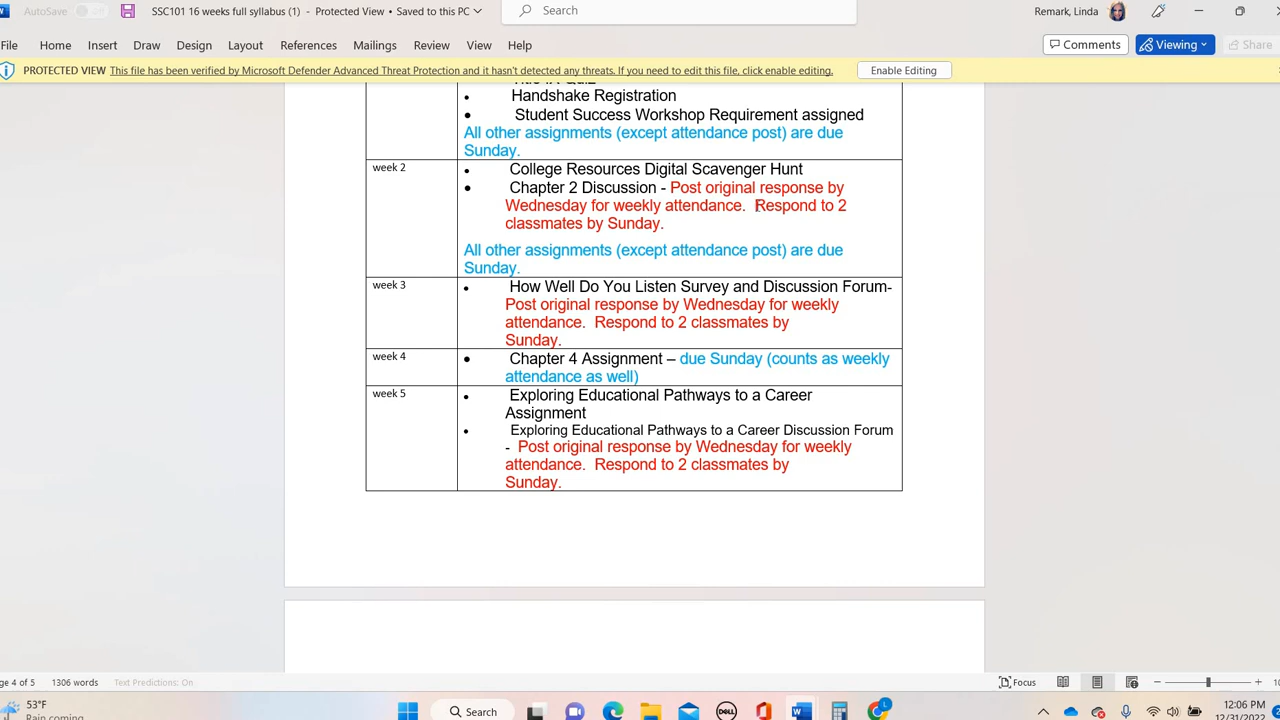 AutoSave Off SSC101 16 weeks full syllabus (1) - Protected View • Saved to this PC Search Remark, Linda
File Home Insert Draw Design Layout References Mailings Review View Help Comments Viewing Share
PROTECTED VIEW This file has been verified by Microsoft Defender Advanced Threat Protection and it hasn't detected any threats. If you need to edit this file, click enable editing. Enable Editing
• Handshake Registration
• Student Success Workshop Requirement assigned
All other assignments (except attendance post) are due
Sunday.
week 2
• College Resources Digital Scavenger Hunt
• Chapter 2 Discussion - Post original response by
Wednesday for weekly attendance. Respond to 2
classmates by Sunday.
All other assignments (except attendance post) are due
Sunday.
week 3
• How Well Do You Listen Survey and Discussion Forum-
Post original response by Wednesday for weekly
attendance. Respond to 2 classmates by
Sunday.
week 4
• Chapter 4 Assignment – due Sunday (counts as weekly
attendance as well)
week 5
• Exploring Educational Pathways to a Career
Assignment
• Exploring Educational Pathways to a Career Discussion Forum
- Post original response by Wednesday for weekly
attendance. Respond to 2 classmates by
Sunday.
ge 4 of 5 1306 words Text Predictions: On Focus 10
53°F
Rain coming
Search
DELL
L
12:06 PM
12/31/2022